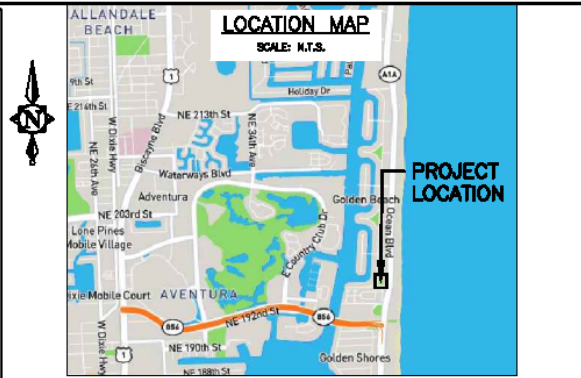 ALLANDALE
BEACH
LOCATION MAP
SCALE: N.T.S.
N
1
A1A
9th St
Holiday Dr
E 216th St
NE 213th St
W Dixie Hwy
Biscayne Blvd
NE 34th Ave
NE 26th Ave
Waterways Blvd
Adventura
PROJECT
LOCATION
Golden Beach
NE 203rd St
Ocean Blvd
Lone Pines
Mobile Village
E Country Club Dr
ixie Mobile Court
AVENTURA
856
NE 192nd St
856
W Dixie Hwy
NE 190th St
1
Golden Shores
NE 188th St